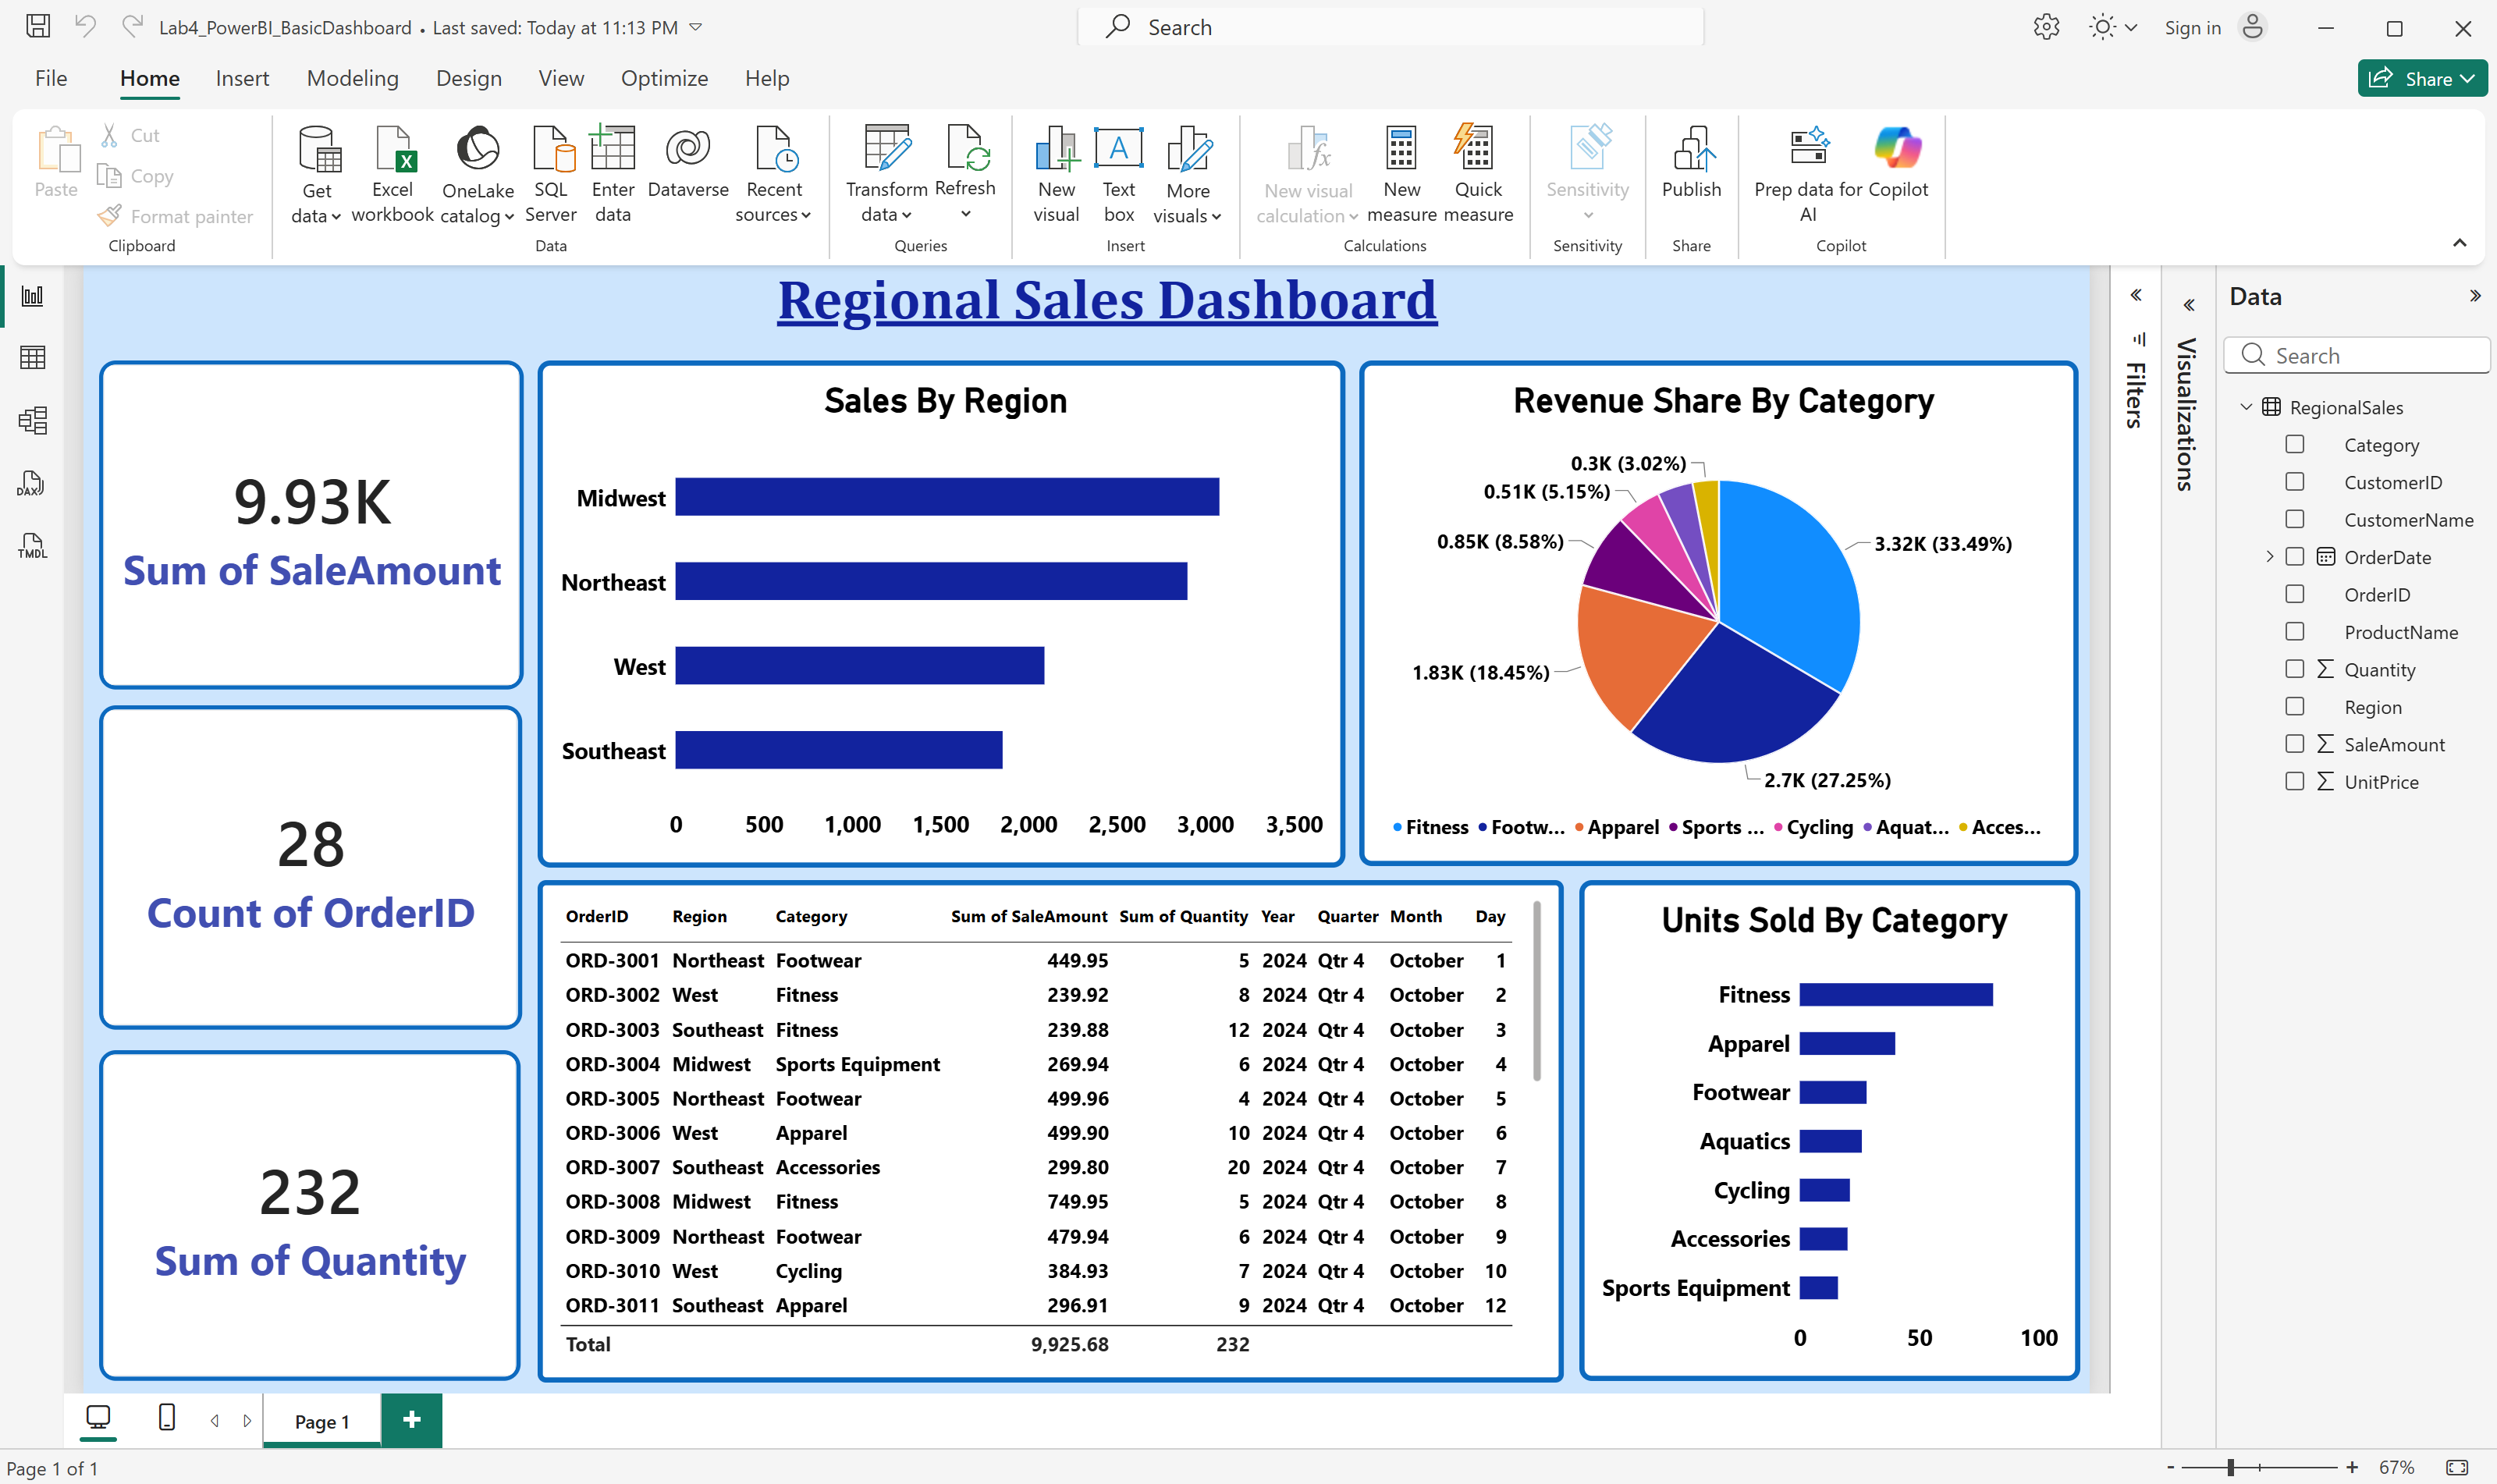 Lab4_PowerBI_BasicDashboard • Last saved: Today at 11:13 PM
Search
Sign in
File Home Insert Modeling Design View Optimize Help
Share
Paste
Cut
Copy
Format painter
Clipboard
Get data
Excel workbook
OneLake catalog
SQL Server
Enter data
Dataverse
Recent sources
Data
Transform data
Refresh
Queries
New visual
Text box
More visuals
Insert
New visual calculation
New measure
Quick measure
Calculations
Sensitivity
Sensitivity
Publish
Share
Prep data for AI
Copilot
Copilot
DAX
TMDL
Regional Sales Dashboard
9.93K
Sum of SaleAmount
28
Count of OrderID
232
Sum of Quantity
Sales By Region
Midwest
Northeast
West
Southeast
0 500 1,000 1,500 2,000 2,500 3,000 3,500
Revenue Share By Category
0.3K (3.02%)
0.51K (5.15%)
0.85K (8.58%)
3.32K (33.49%)
1.83K (18.45%)
2.7K (27.25%)
Fitness Footw... Apparel Sports ... Cycling Aquat... Acces...
OrderID Region Category Sum of SaleAmount Sum of Quantity Year Quarter Month Day
ORD-3001 Northeast Footwear 449.95 5 2024 Qtr 4 October 1
ORD-3002 West Fitness 239.92 8 2024 Qtr 4 October 2
ORD-3003 Southeast Fitness 239.88 12 2024 Qtr 4 October 3
ORD-3004 Midwest Sports Equipment 269.94 6 2024 Qtr 4 October 4
ORD-3005 Northeast Footwear 499.96 4 2024 Qtr 4 October 5
ORD-3006 West Apparel 499.90 10 2024 Qtr 4 October 6
ORD-3007 Southeast Accessories 299.80 20 2024 Qtr 4 October 7
ORD-3008 Midwest Fitness 749.95 5 2024 Qtr 4 October 8
ORD-3009 Northeast Footwear 479.94 6 2024 Qtr 4 October 9
ORD-3010 West Cycling 384.93 7 2024 Qtr 4 October 10
ORD-3011 Southeast Apparel 296.91 9 2024 Qtr 4 October 12
Total 9,925.68 232
Units Sold By Category
Fitness
Apparel
Footwear
Aquatics
Cycling
Accessories
Sports Equipment
0 50 100
Filters
Visualizations
Data
Search
RegionalSales
Category
CustomerID
CustomerName
OrderDate
OrderID
ProductName
Quantity
Region
SaleAmount
UnitPrice
Page 1
Page 1 of 1
67%